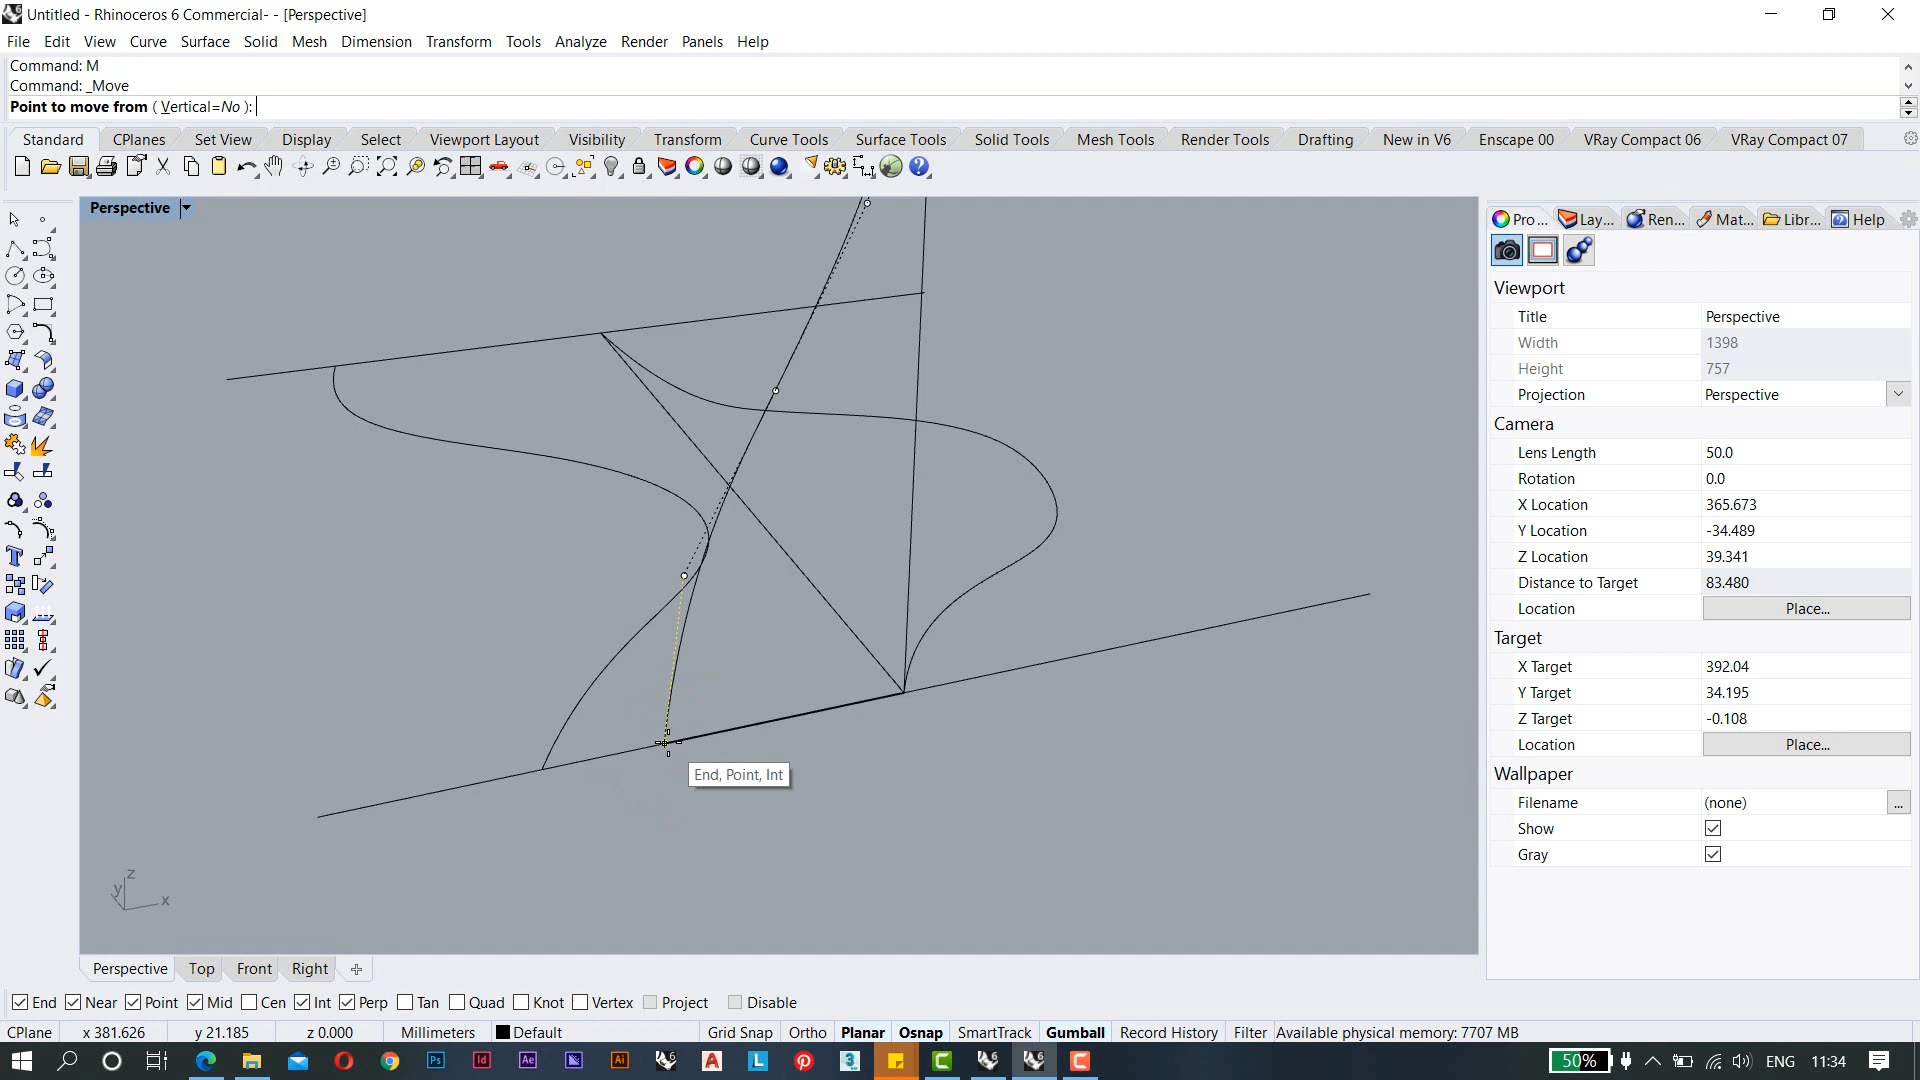 Untitled - Rhinoceros 6 Commercial- - [Perspective]
File Edit View Curve Surface Solid Mesh Dimension Transform Tools Analyze Render Panels Help
Command: M
Command: _Move
Point to move from ( Vertical=No ):
Standard CPlanes Set View Display Select Viewport Layout Visibility Transform Curve Tools Surface Tools Solid Tools Mesh Tools Render Tools Drafting New in V6 Enscape 00 VRay Compact 06 VRay Compact 07
Perspective
Pro... Lay... Ren... Mat... Libr... Help
Viewport
Title Perspective
Width 1398
Height 757
Projection Perspective
Camera
Lens Length 50.0
Rotation 0.0
X Location 365.673
Y Location -34.489
Z Location 39.341
Distance to Target 83.480
Location Place...
Target
X Target 392.04
Y Target 34.195
Z Target -0.108
Location Place...
Wallpaper
Filename (none) ...
Show
Gray
End, Point, Int
z
y
x
Perspective Top Front Right
End Near Point Mid Cen Int Perp Tan Quad Knot Vertex Project Disable
CPlane x 381.626 y 21.185 z 0.000 Millimeters Default Grid Snap Ortho Planar Osnap SmartTrack Gumball Record History Filter Available physical memory: 7707 MB
50% ENG 11:34